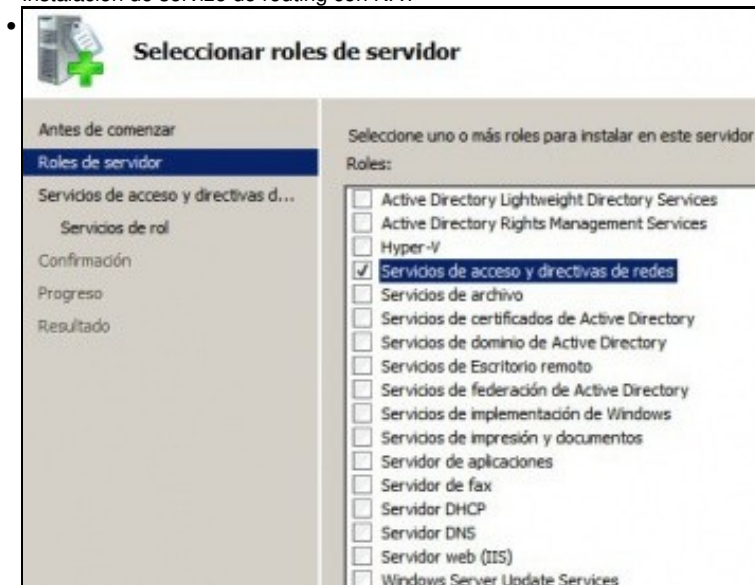 Seleccionar roles de servidor
Antes de comenzar
Roles de servidor
Servicios de acceso y directivas d...
Servicios de rol
Confirmación
Progreso
Resultado
Seleccione uno o más roles para instalar en este servidor
Roles:
Active Directory Lightweight Directory Services
Active Directory Rights Management Services
Hyper-V
Servicios de acceso y directivas de redes
Servicios de archivo
Servicios de certificados de Active Directory
Servicios de dominio de Active Directory
Servicios de Escritorio remoto
Servicios de federación de Active Directory
Servicios de implementación de Windows
Servicios de impresión y documentos
Servidor de aplicaciones
Servidor de fax
Servidor DHCP
Servidor DNS
Servidor web (IIS)
Windows Server Update Services